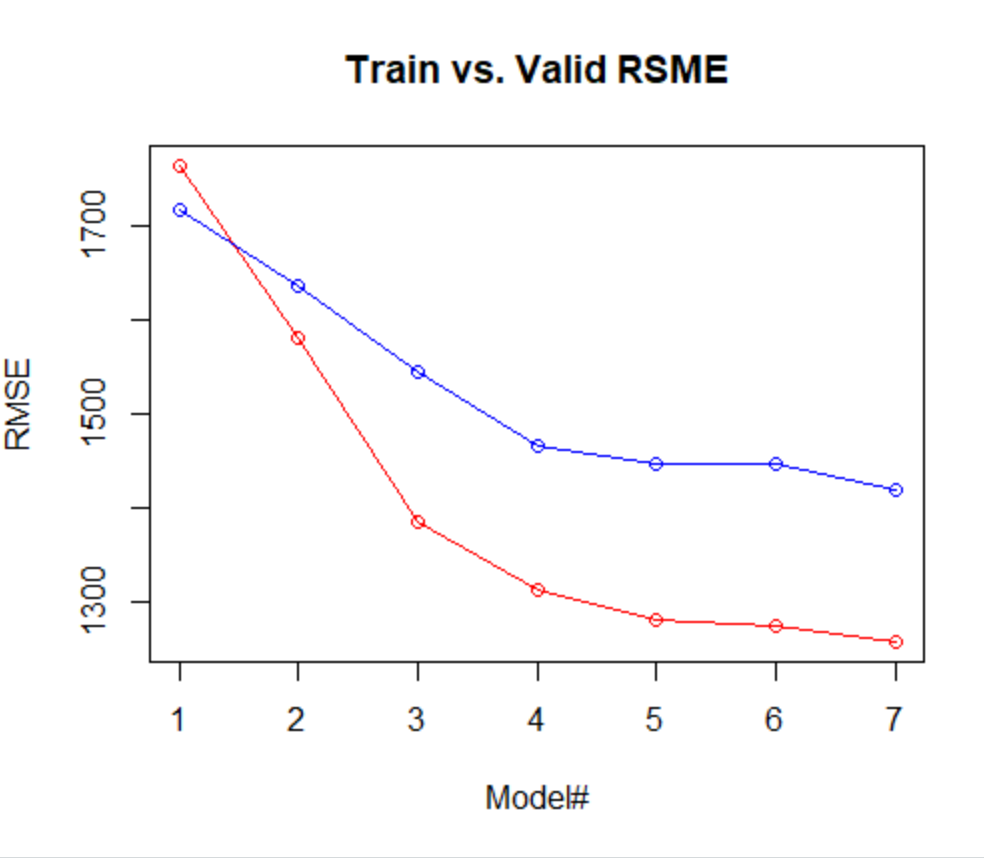 Train vs. Valid RSME
RMSE
1700
1500
1300
1 2 3 4 5 6 7
Model#